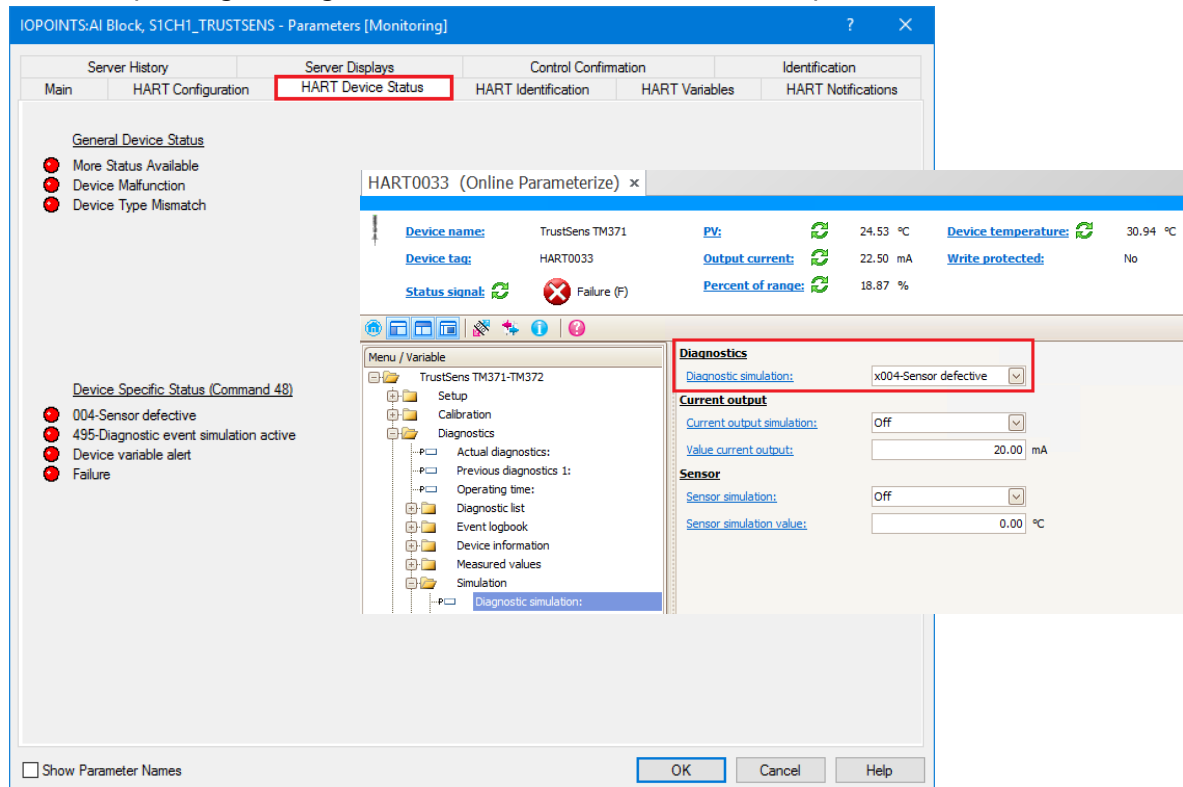 IOPOINTS:AI Block, S1CH1_TRUSTSENS - Parameters [Monitoring]
Server History Server Displays Control Confirmation Identification
Main HART Configuration HART Device Status HART Identification HART Variables HART Notifications
General Device Status
More Status Available
Device Malfunction
Device Type Mismatch
Device Specific Status (Command 48)
004-Sensor defective
495-Diagnostic event simulation active
Device variable alert
Failure
HART0033 (Online Parameterize) ×
Device name: TrustSens TM371 PV: 24.53 °C Device temperature: 30.94 °C
Device tag: HART0033 Output current: 22.50 mA Write protected: No
Status signal: Failure (F) Percent of range: 18.87 %
Menu / Variable
TrustSens TM371-TM372
Setup
Calibration
Diagnostics
Actual diagnostics:
Previous diagnostics 1:
Operating time:
Diagnostic list
Event logbook
Device information
Measured values
Simulation
Diagnostic simulation:
Diagnostics
Diagnostic simulation: x004-Sensor defective
Current output
Current output simulation: Off
Value current output: 20.00 mA
Sensor
Sensor simulation: Off
Sensor simulation value: 0.00 °C
Show Parameter Names OK Cancel Help